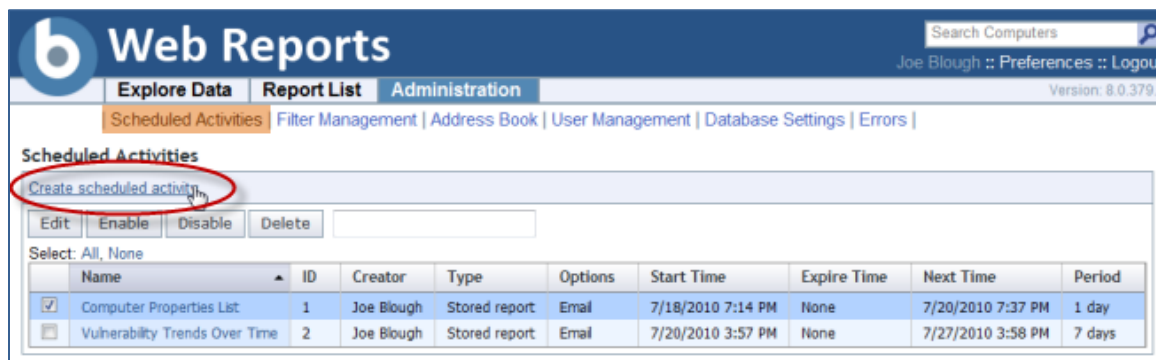 b Web Reports
Search Computers
Joe Blough :: Preferences :: Logou
Explore Data Report List Administration
Version: 8.0.379.
Scheduled Activities | Filter Management | Address Book | User Management | Database Settings | Errors |
Scheduled Activities
Create scheduled activity
Edit Enable Disable Delete
Select: All, None
Name ID Creator Type Options Start Time Expire Time Next Time Period
Computer Properties List 1 Joe Blough Stored report Email 7/18/2010 7:14 PM None 7/20/2010 7:37 PM 1 day
Vulnerability Trends Over Time 2 Joe Blough Stored report Email 7/20/2010 3:57 PM None 7/27/2010 3:58 PM 7 days